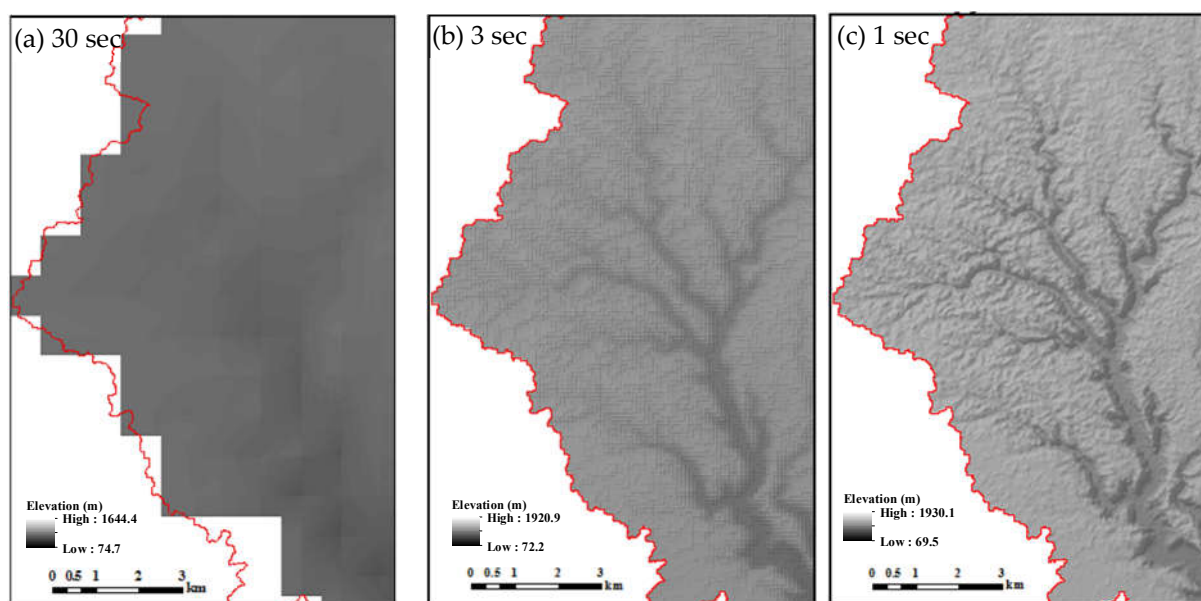 (a) 30 sec
Elevation (m)
High : 1644.4
Low : 74.7
0 0.5 1 2 3
km
(b) 3 sec
Elevation (m)
High : 1920.9
Low : 72.2
0 0.5 1 2 3
km
(c) 1 sec
Elevation (m)
High : 1930.1
Low : 69.5
0 0.5 1 2 3
km